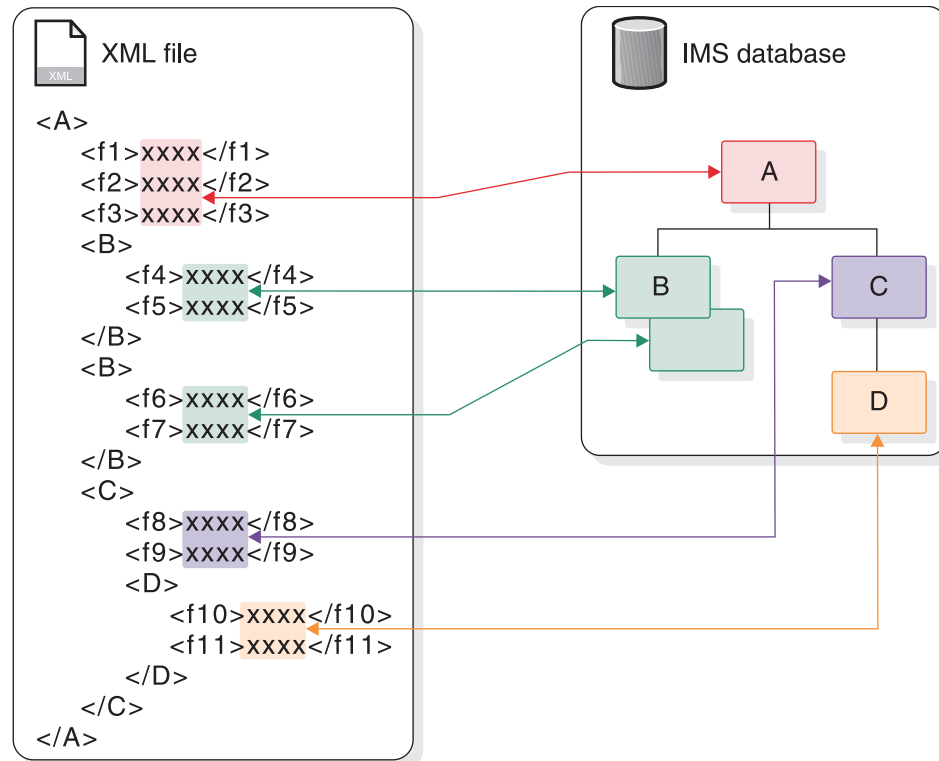 XML file
XML
<A>
<f1>xxxx</f1>
<f2>xxxx</f2>
<f3>xxxx</f3>
<B>
<f4>xxxx</f4>
<f5>xxxx</f5>
</B>
<B>
<f6>xxxx</f6>
<f7>xxxx</f7>
</B>
<C>
<f8>xxxx</f8>
<f9>xxxx</f9>
<D>
<f10>xxxx</f10>
<f11>xxxx</f11>
</D>
</C>
</A>
IMS database
A
B
C
D